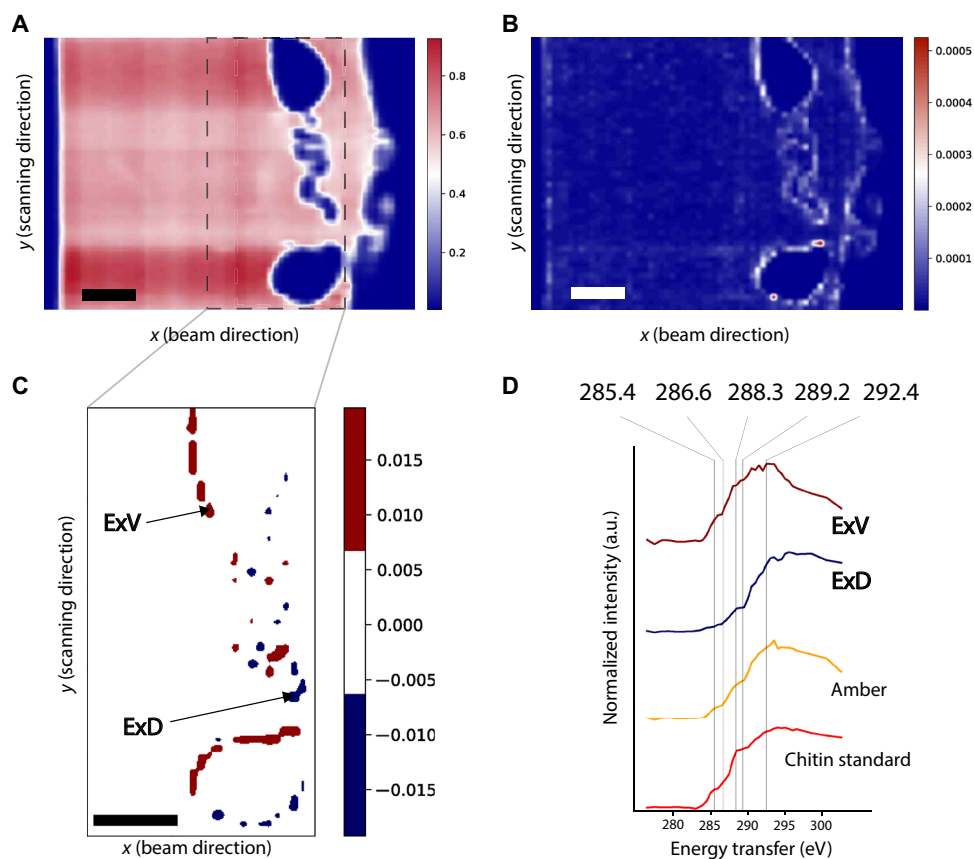 A
y (scanning direction)
x (beam direction)
0.8
0.6
0.4
0.2
B
y (scanning direction)
x (beam direction)
0.0005
0.0004
0.0003
0.0002
0.0001
C
y (scanning direction)
ExV
ExD
x (beam direction)
0.015
0.010
0.005
0.000
−0.005
−0.010
−0.015
D
285.4 286.6 288.3 289.2 292.4
Normalized intensity (a.u.)
ExV
ExD
Amber
Chitin standard
280 285 290 295 300
Energy transfer (eV)